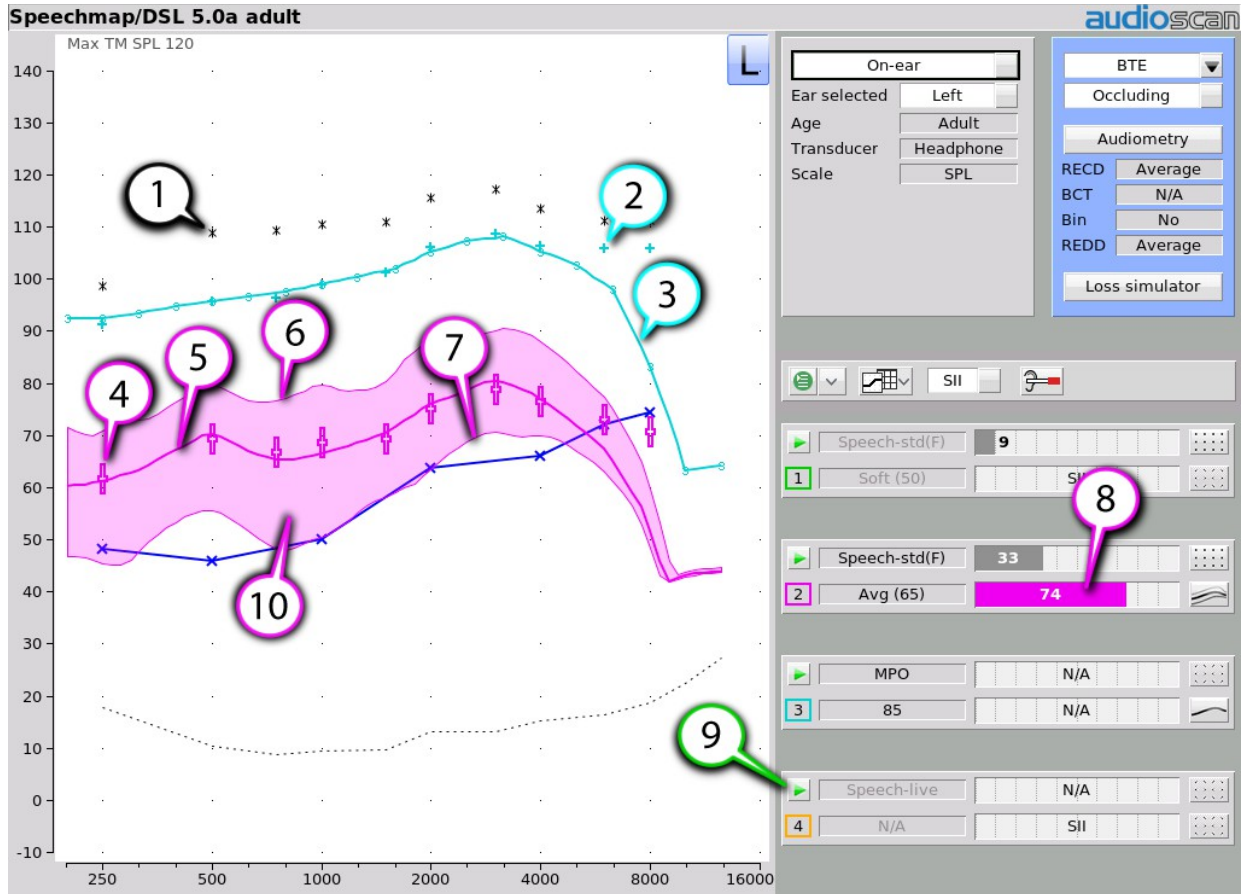 Speechmap/DSL 5.0a adult
audioscan
Max TM SPL 120
L
140
130
120
110
100
90
80
70
60
50
40
30
20
10
0
-10
250
500
1000
2000
4000
8000
16000
1
2
3
4
5
6
7
8
9
10
On-ear
Ear selected Left
Age Adult
Transducer Headphone
Scale SPL
BTE
Occluding
Audiometry
RECD Average
BCT N/A
Bin No
REDD Average
Loss simulator
SII
Speech-std(F) 9
1 Soft (50)
Speech-std(F) 33
2 Avg (65) 74
MPO N/A
3 85 N/A
Speech-live N/A
4 N/A SII